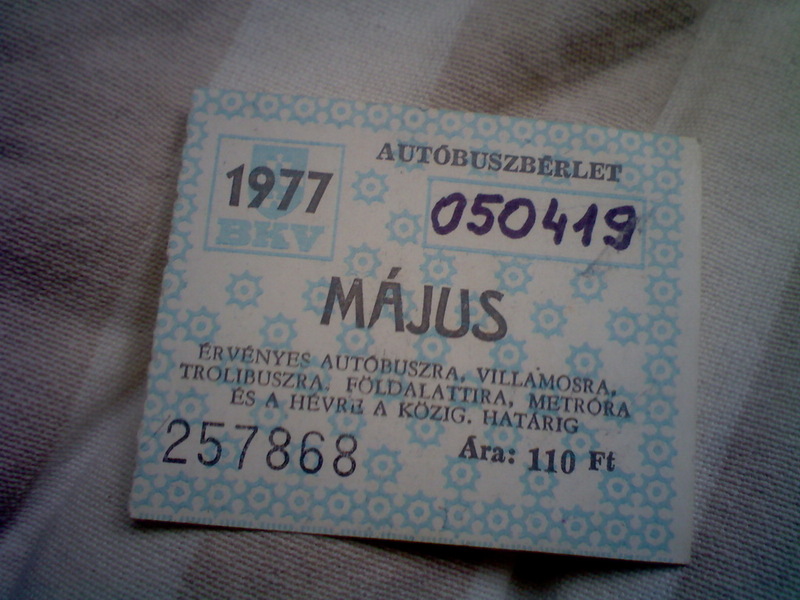 AUTÓBUSZBÉRLET
1977
BKV
050419
MÁJUS
ÉRVÉNYES AUTÓBUSZRA, VILLAMOSRA,
TROLIBUSZRA, FÖLDALATTIRA, METRÓRA
ÉS A HÉVRE A KÖZIG. HATÁRIG
257868
Ára: 110 Ft